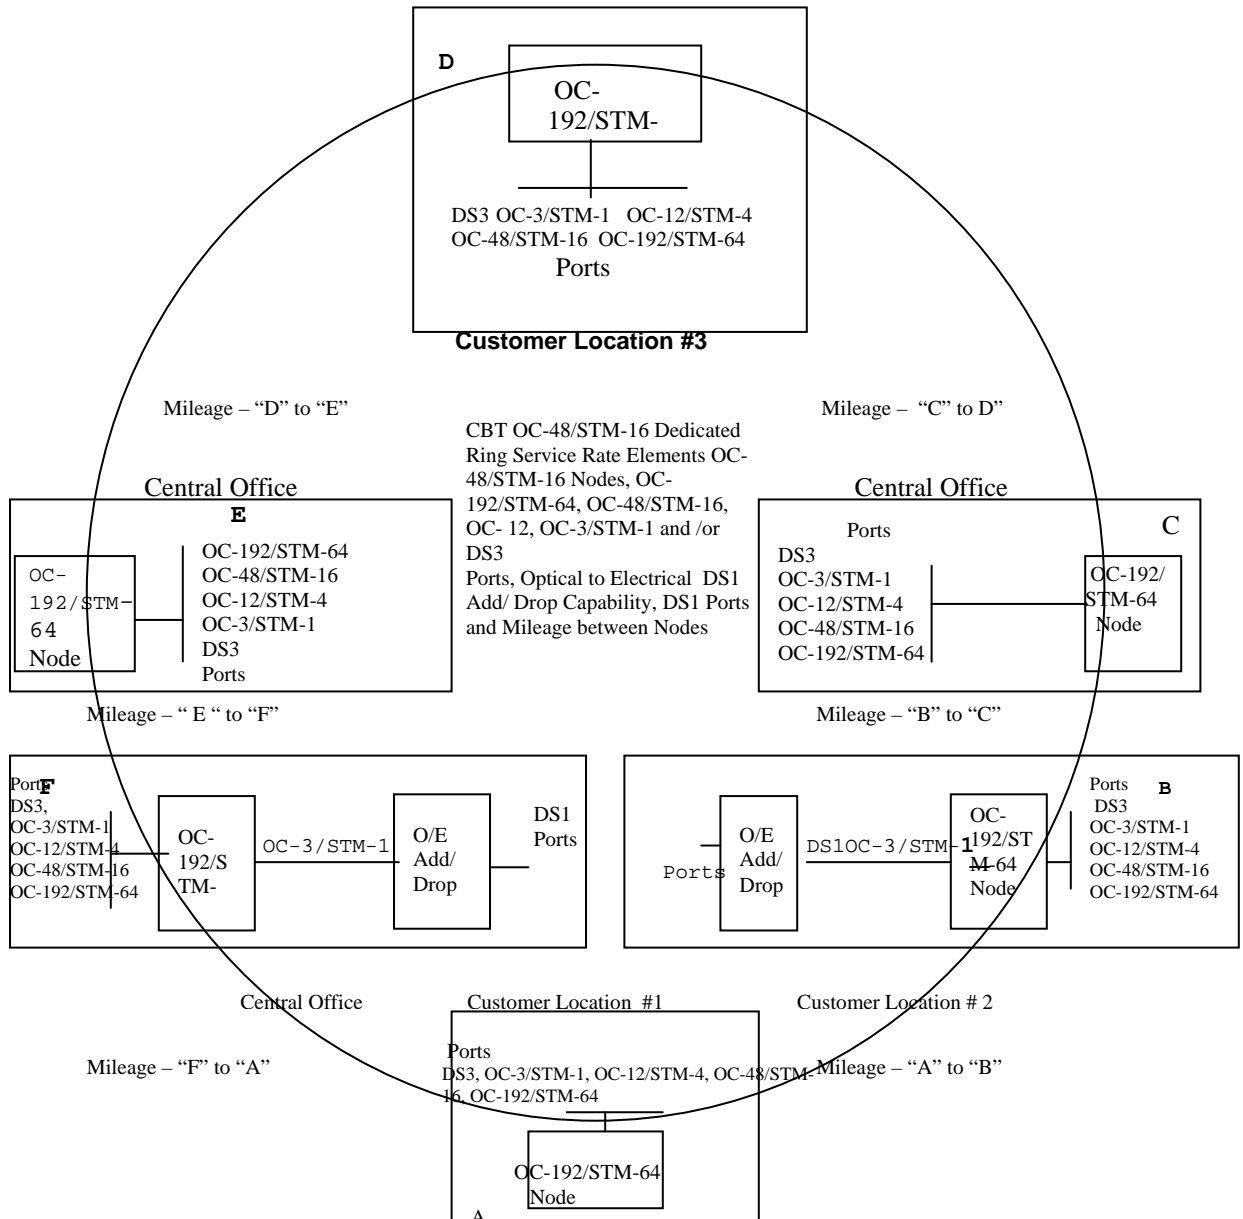 D
OC-
192/STM-
DS3 OC-3/STM-1 OC-12/STM-4
OC-48/STM-16 OC-192/STM-64
Ports
Customer Location #3
Mileage – “D” to “E”
Mileage – “C” to D”
CBT OC-48/STM-16 Dedicated
Ring Service Rate Elements OC-
48/STM-16 Nodes, OC-
192/STM-64, OC-48/STM-16,
OC- 12, OC-3/STM-1 and /or
DS3
Ports, Optical to Electrical DS1
Add/ Drop Capability, DS1 Ports
and Mileage between Nodes
Central Office
E
OC-
192/STM-
64
Node
OC-192/STM-64
OC-48/STM-16
OC-12/STM-4
OC-3/STM-1
DS3
Ports
Central Office
C
Ports
DS3
OC-3/STM-1
OC-12/STM-4
OC-48/STM-16
OC-192/STM-64
OC-192/
STM-64
Node
Mileage – “ E “ to “F”
Mileage – “B” to “C”
Ports
F
DS3,
OC-3/STM-1
OC-12/STM-4
OC-48/STM-16
OC-192/STM-64
OC-
192/S
TM-
OC-3/STM-1
O/E
Add/
Drop
DS1
Ports
Ports
O/E
Add/
Drop
DS1OC-3/STM-1
OC-
192/ST
M-64
Node
Ports
B
DS3
OC-3/STM-1
OC-12/STM-4
OC-48/STM-16
OC-192/STM-64
Central Office
Customer Location #1
Customer Location # 2
Mileage – “F” to “A”
Mileage – “A” to “B”
Ports
DS3, OC-3/STM-1, OC-12/STM-4, OC-48/STM-
16, OC-192/STM-64
OC-192/STM-64
Node
A